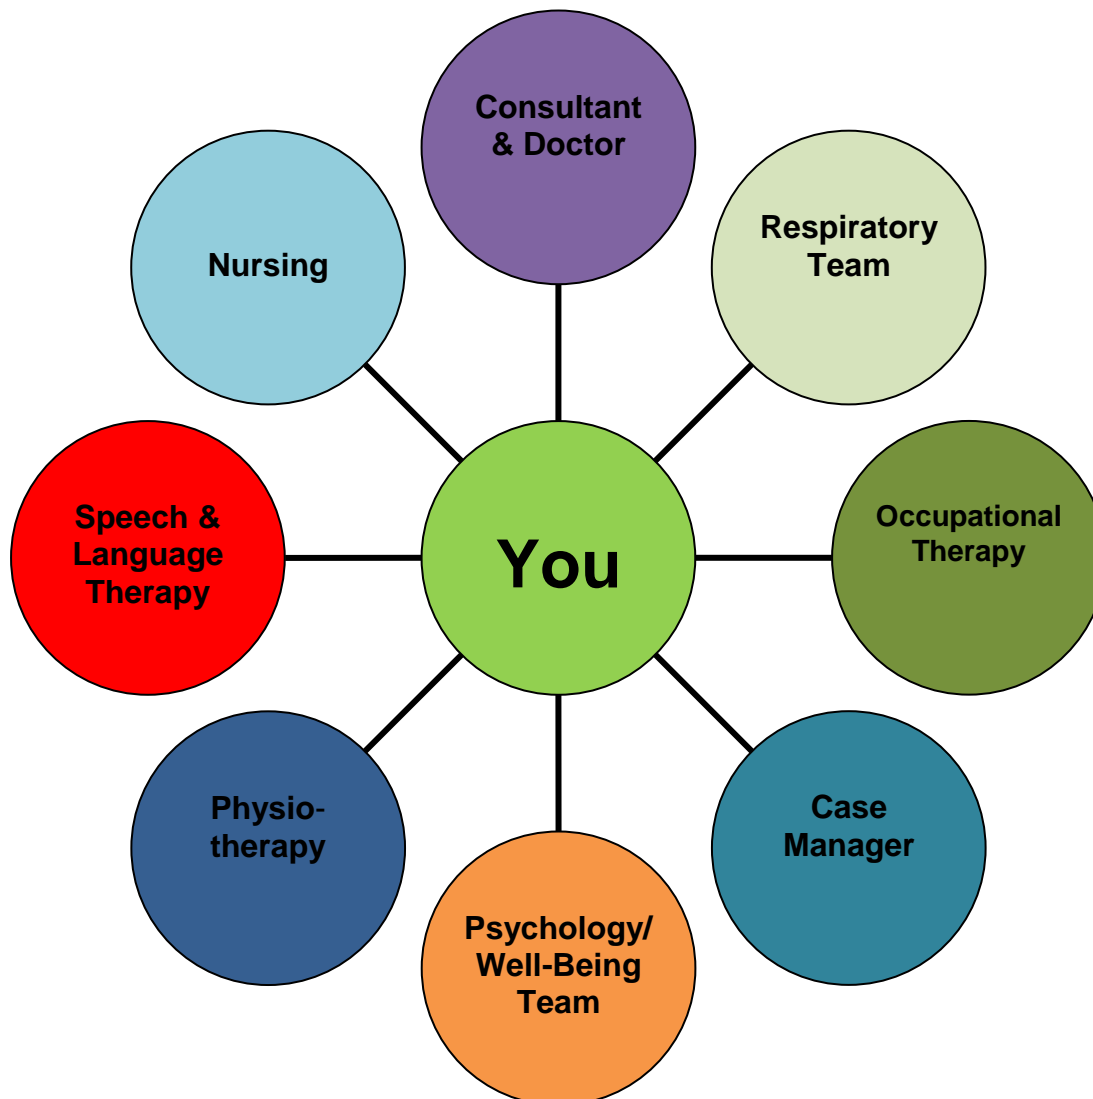 Consultant
& Doctor
Respiratory
Team
Nursing
Occupational
Therapy
Speech &
Language
Therapy
You
Case
Manager
Physio-
therapy
Psychology/
Well-Being
Team